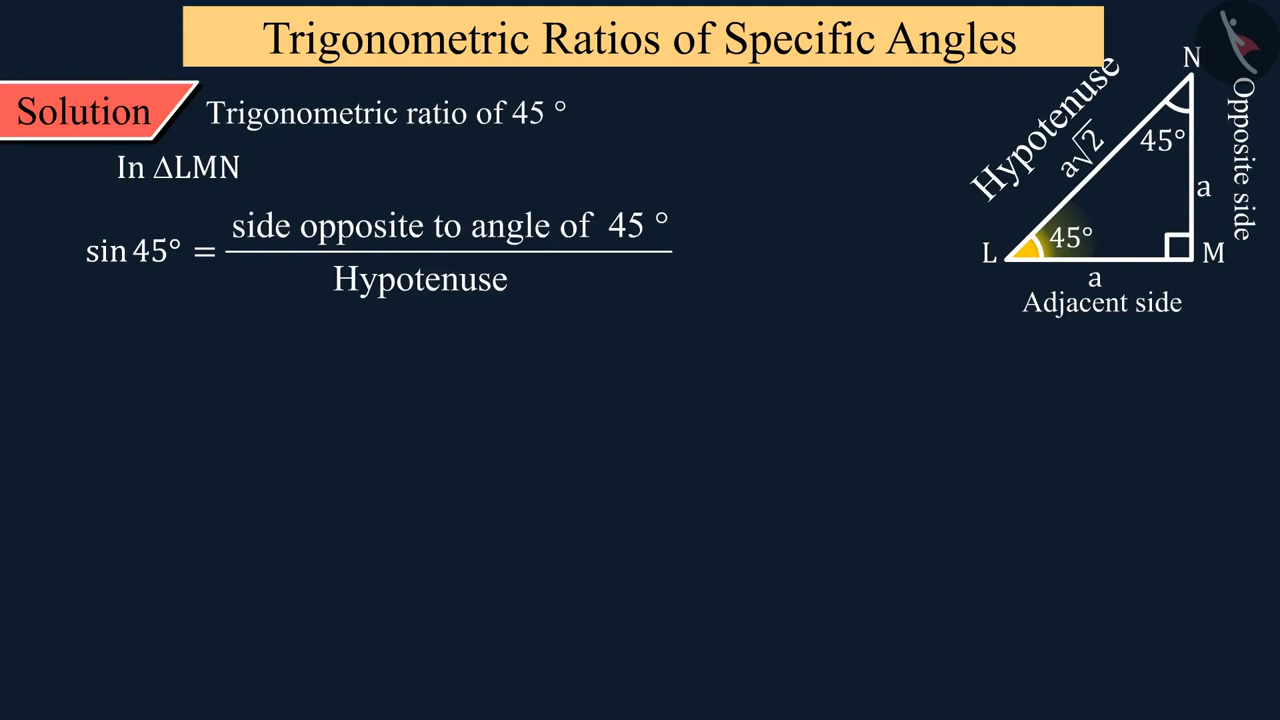 Trigonometric Ratios of Specific Angles
Solution
Trigonometric ratio of 45 °
In ΔLMN
sin 45° = side opposite to angle of 45 ° / Hypotenuse
N
Hypotenuse
a√2
45°
a
Opposite side
L
45°
M
a
Adjacent side